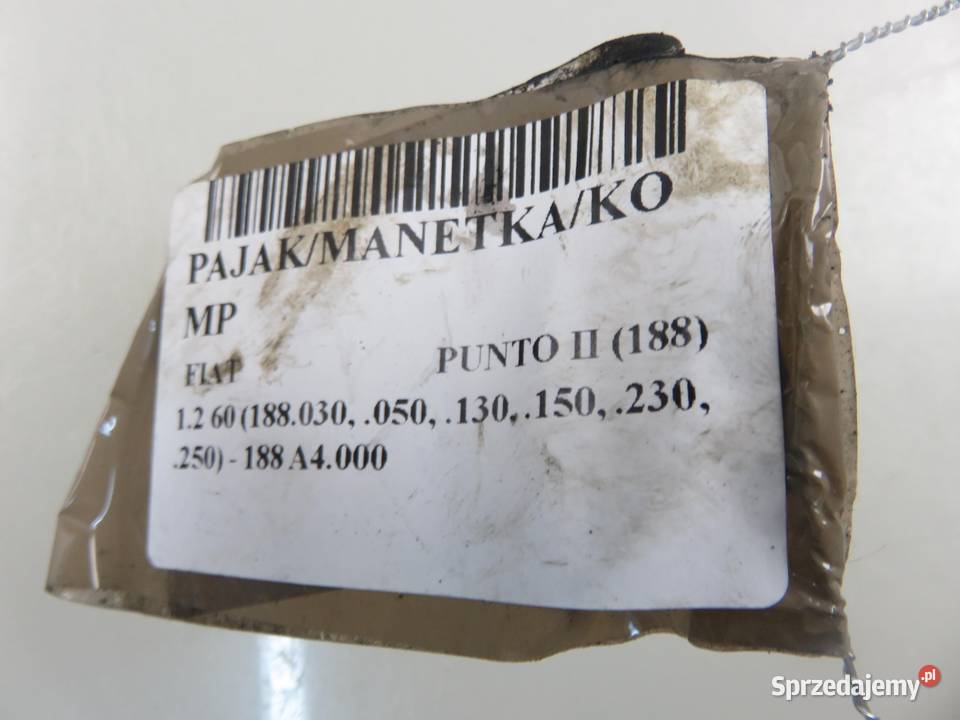 PAJAK/MANETKA/KO
MP
FIAT PUNTO II (188)
1.2 60 (188.030, .050, .130, .150, .230,
.250) - 188 A4.000
Sprzedajemy.pl